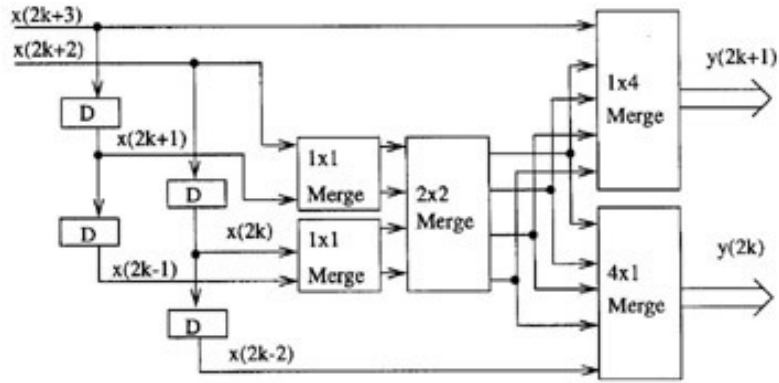 x(2k+3)
x(2k+2)
1x4
Merge
y(2k+1)
D
x(2k+1)
1x1
Merge
2x2
Merge
D
D
x(2k)
1x1
Merge
x(2k-1)
4x1
Merge
y(2k)
D
x(2k-2)